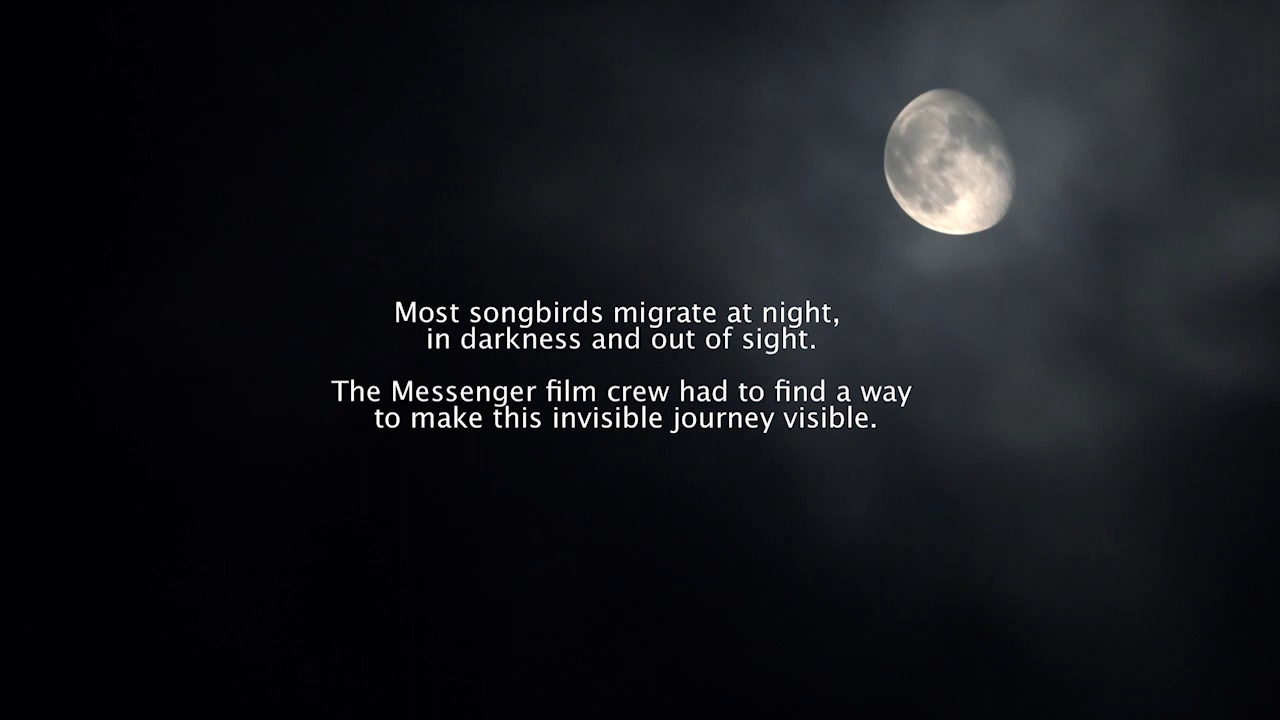 Most songbirds migrate at night,
in darkness and out of sight.
The Messenger film crew had to find a way
to make this invisible journey visible.